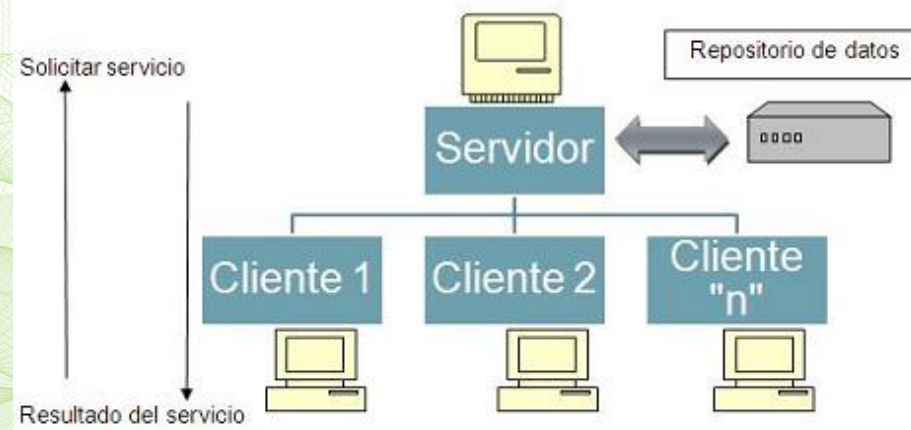 Solicitar servicio
Repositorio de datos
Servidor
Cliente 1
Cliente 2
Cliente
"n"
Resultado del servicio